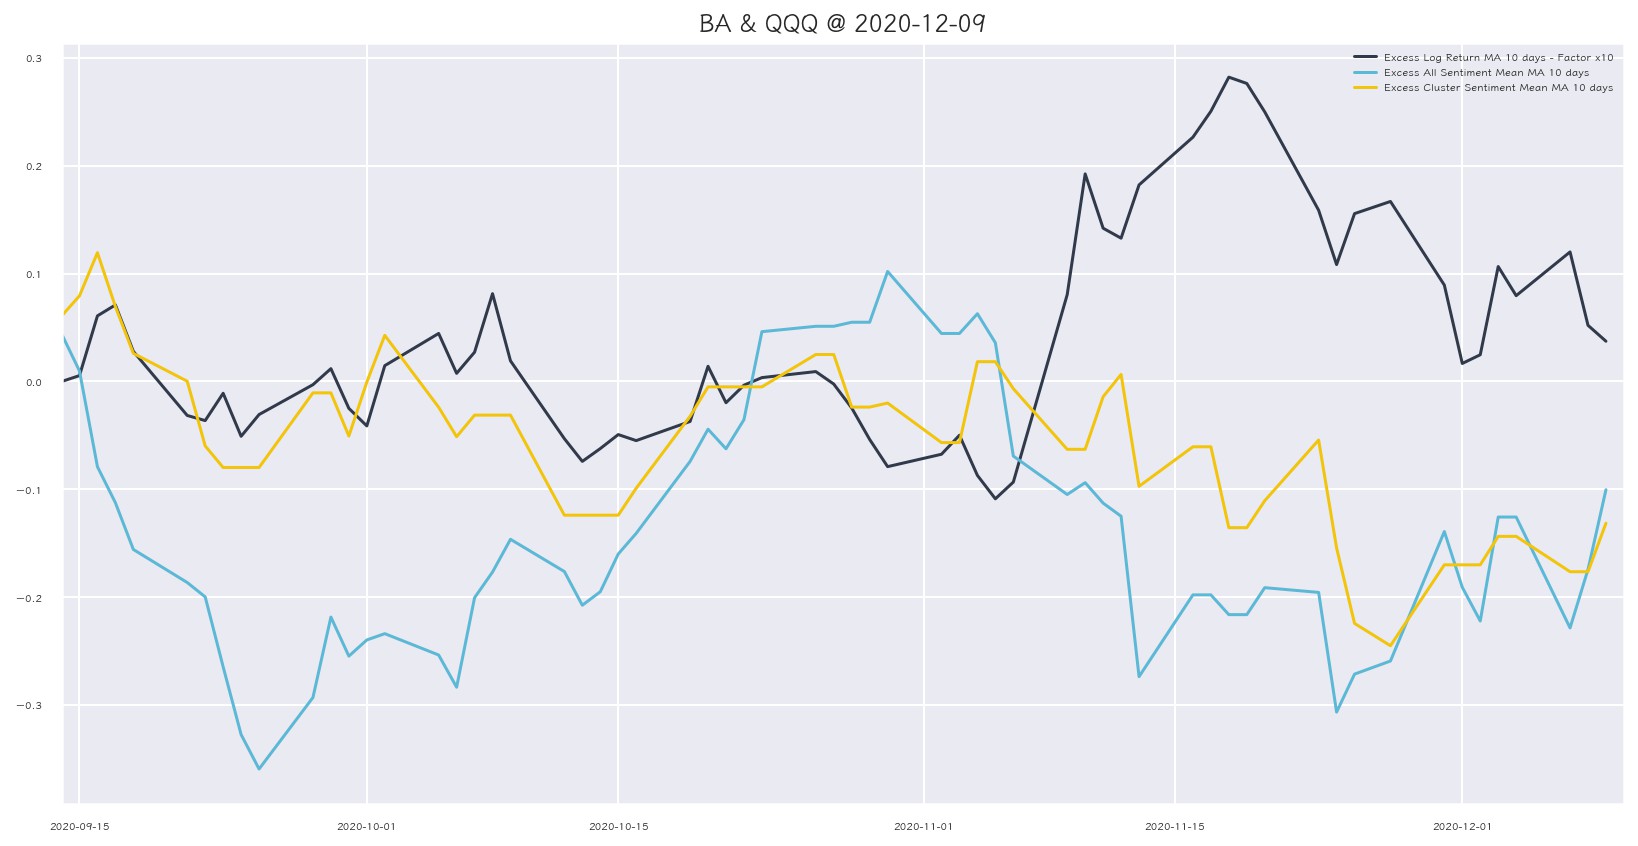 BA & QQQ @ 2020-12-09
Excess Log Return MA 10 days - Factor x10
Excess All Sentiment Mean MA 10 days
Excess Cluster Sentiment Mean MA 10 days
0.3
0.2
0.1
0.0
−0.1
−0.2
−0.3
2020-09-15 2020-10-01 2020-10-15 2020-11-01 2020-11-15 2020-12-01